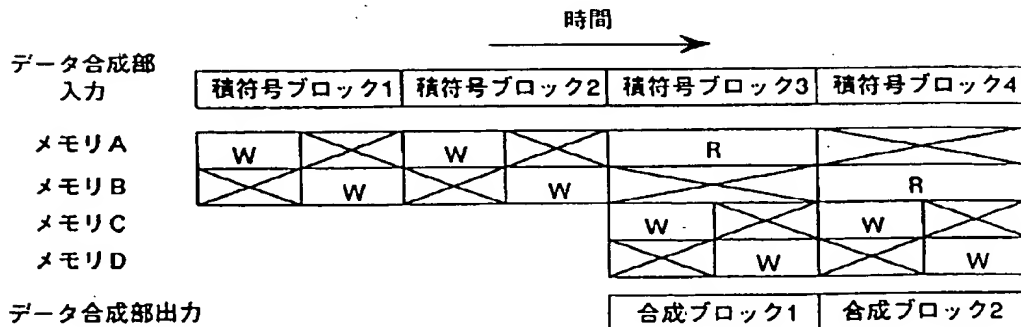 時間
データ合成部
入力
積符号ブロック1 積符号ブロック2 積符号ブロック3 積符号ブロック4
メモリA W W R
メモリB W W R
メモリC W W
メモリD W W
データ合成部出力 合成ブロック1 合成ブロック2